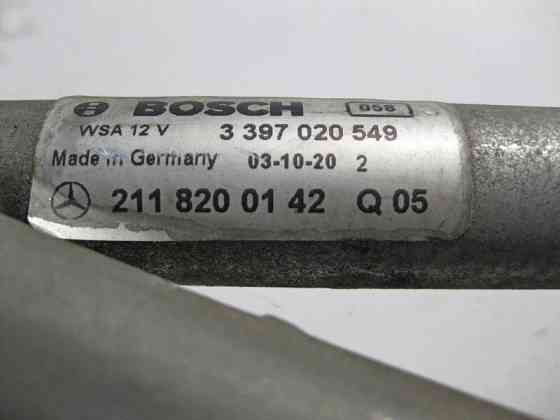 BOSCH 058
WSA 12 V 3 397 020 549
Made in Germany 03-10-20 2
211 820 01 42 Q 05